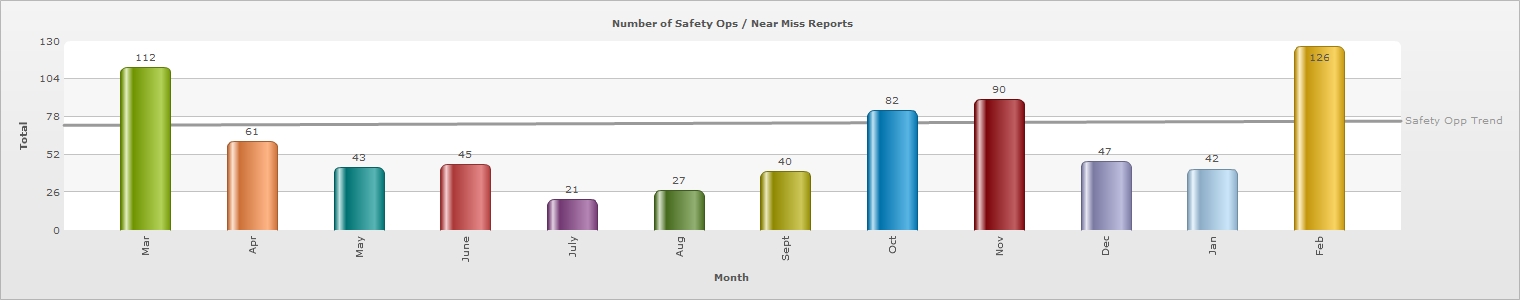 Number of Safety Ops / Near Miss Reports
130
104
78
52
26
0
Total
112
61
43
45
21
27
40
82
90
47
42
126
Safety Opp Trend
Mar
Apr
May
June
July
Aug
Sept
Oct
Nov
Dec
Jan
Feb
Month